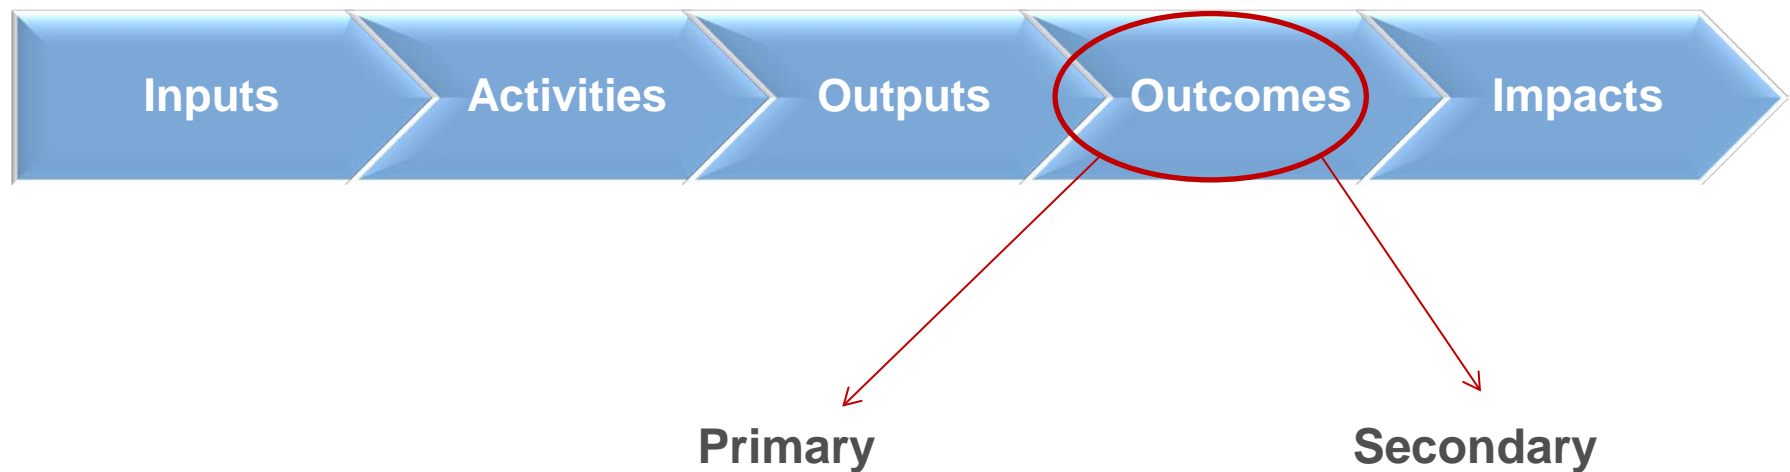 Inputs Activities Outputs Outcomes Impacts
Primary Secondary